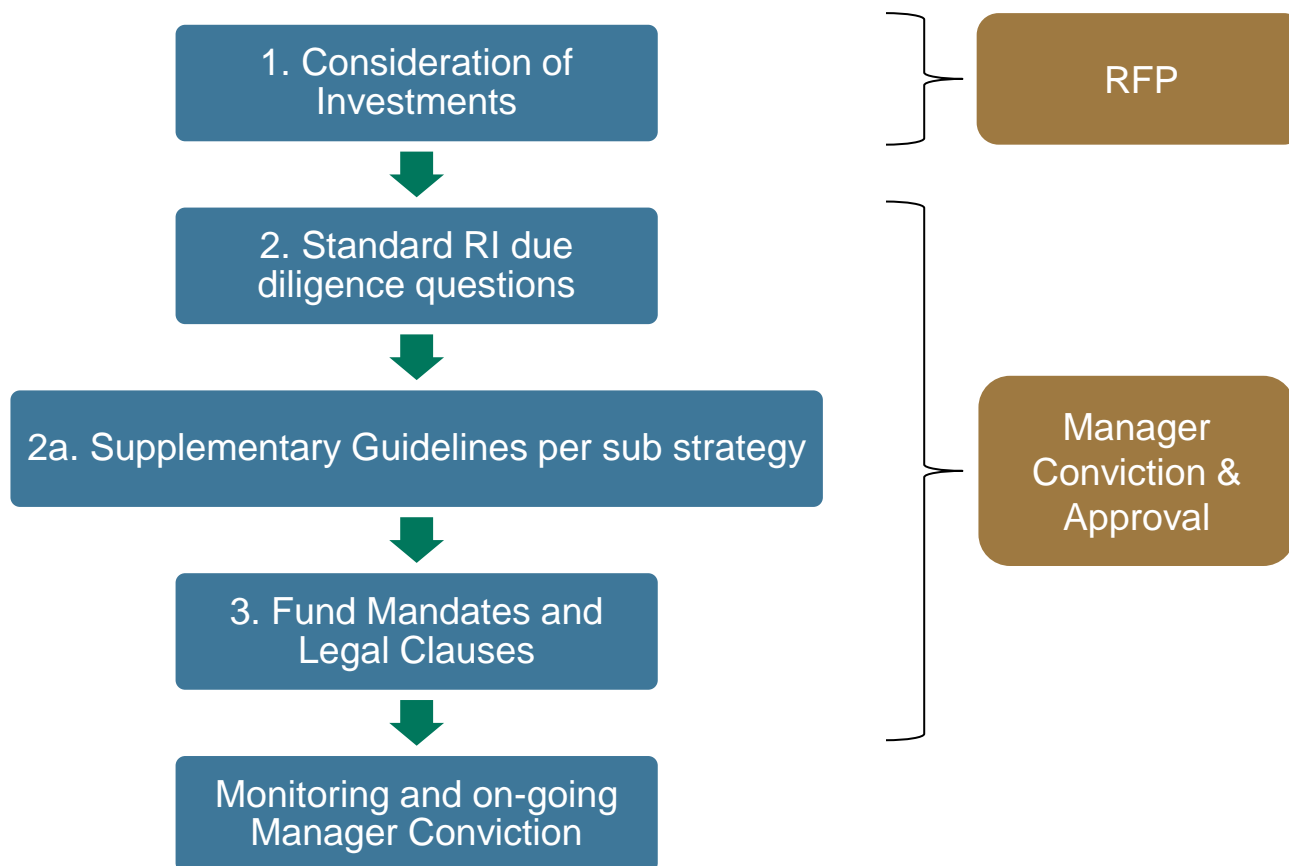 1. Consideration of
Investments
RFP
2. Standard RI due
diligence questions
2a. Supplementary Guidelines per sub strategy
Manager
Conviction &
Approval
3. Fund Mandates and
Legal Clauses
Monitoring and on-going
Manager Conviction